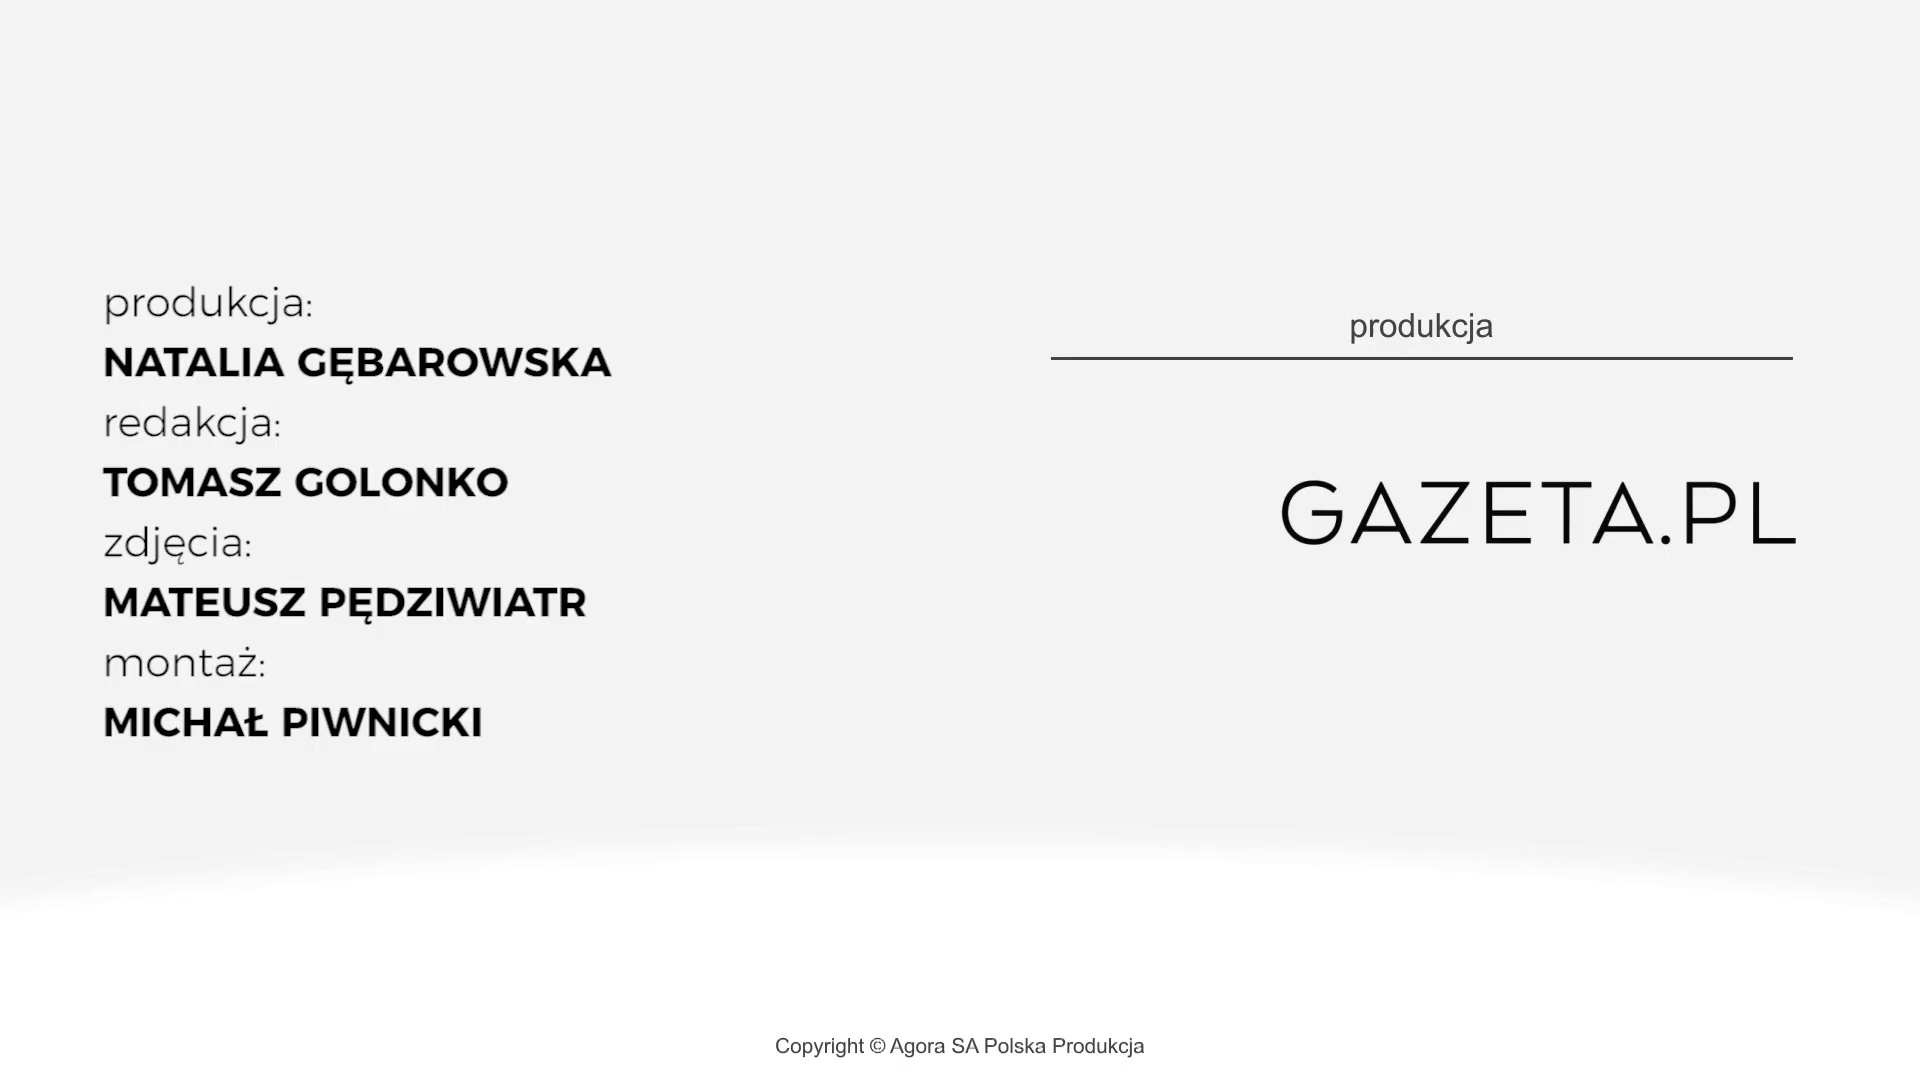 produkcja:
NATALIA GĘBAROWSKA
redakcja:
TOMASZ GOLONKO
zdjęcia:
MATEUSZ PĘDZIWIATR
montaż:
MICHAŁ PIWNICKI
produkcja
GAZETA.PL
Copyright © Agora SA Polska Produkcja